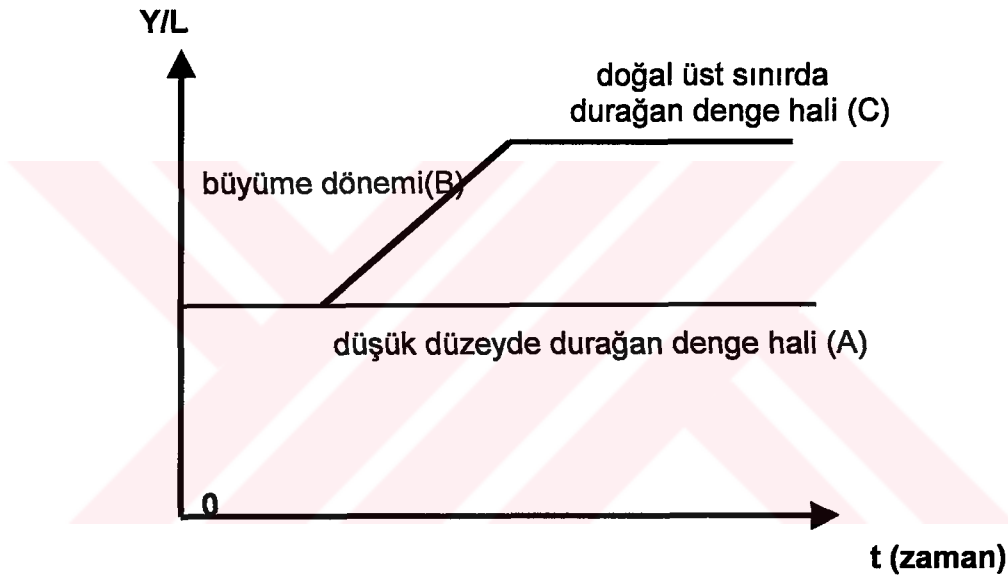 Y/L
doğal üst sınırda
durağan denge hali (C)
büyüme dönemi(B)
düşük düzeyde durağan denge hali (A)
0
t (zaman)